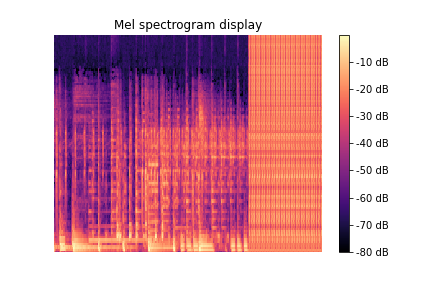 Mel spectrogram display
-10 dB
-20 dB
-30 dB
-40 dB
-50 dB
-60 dB
-70 dB
-80 dB